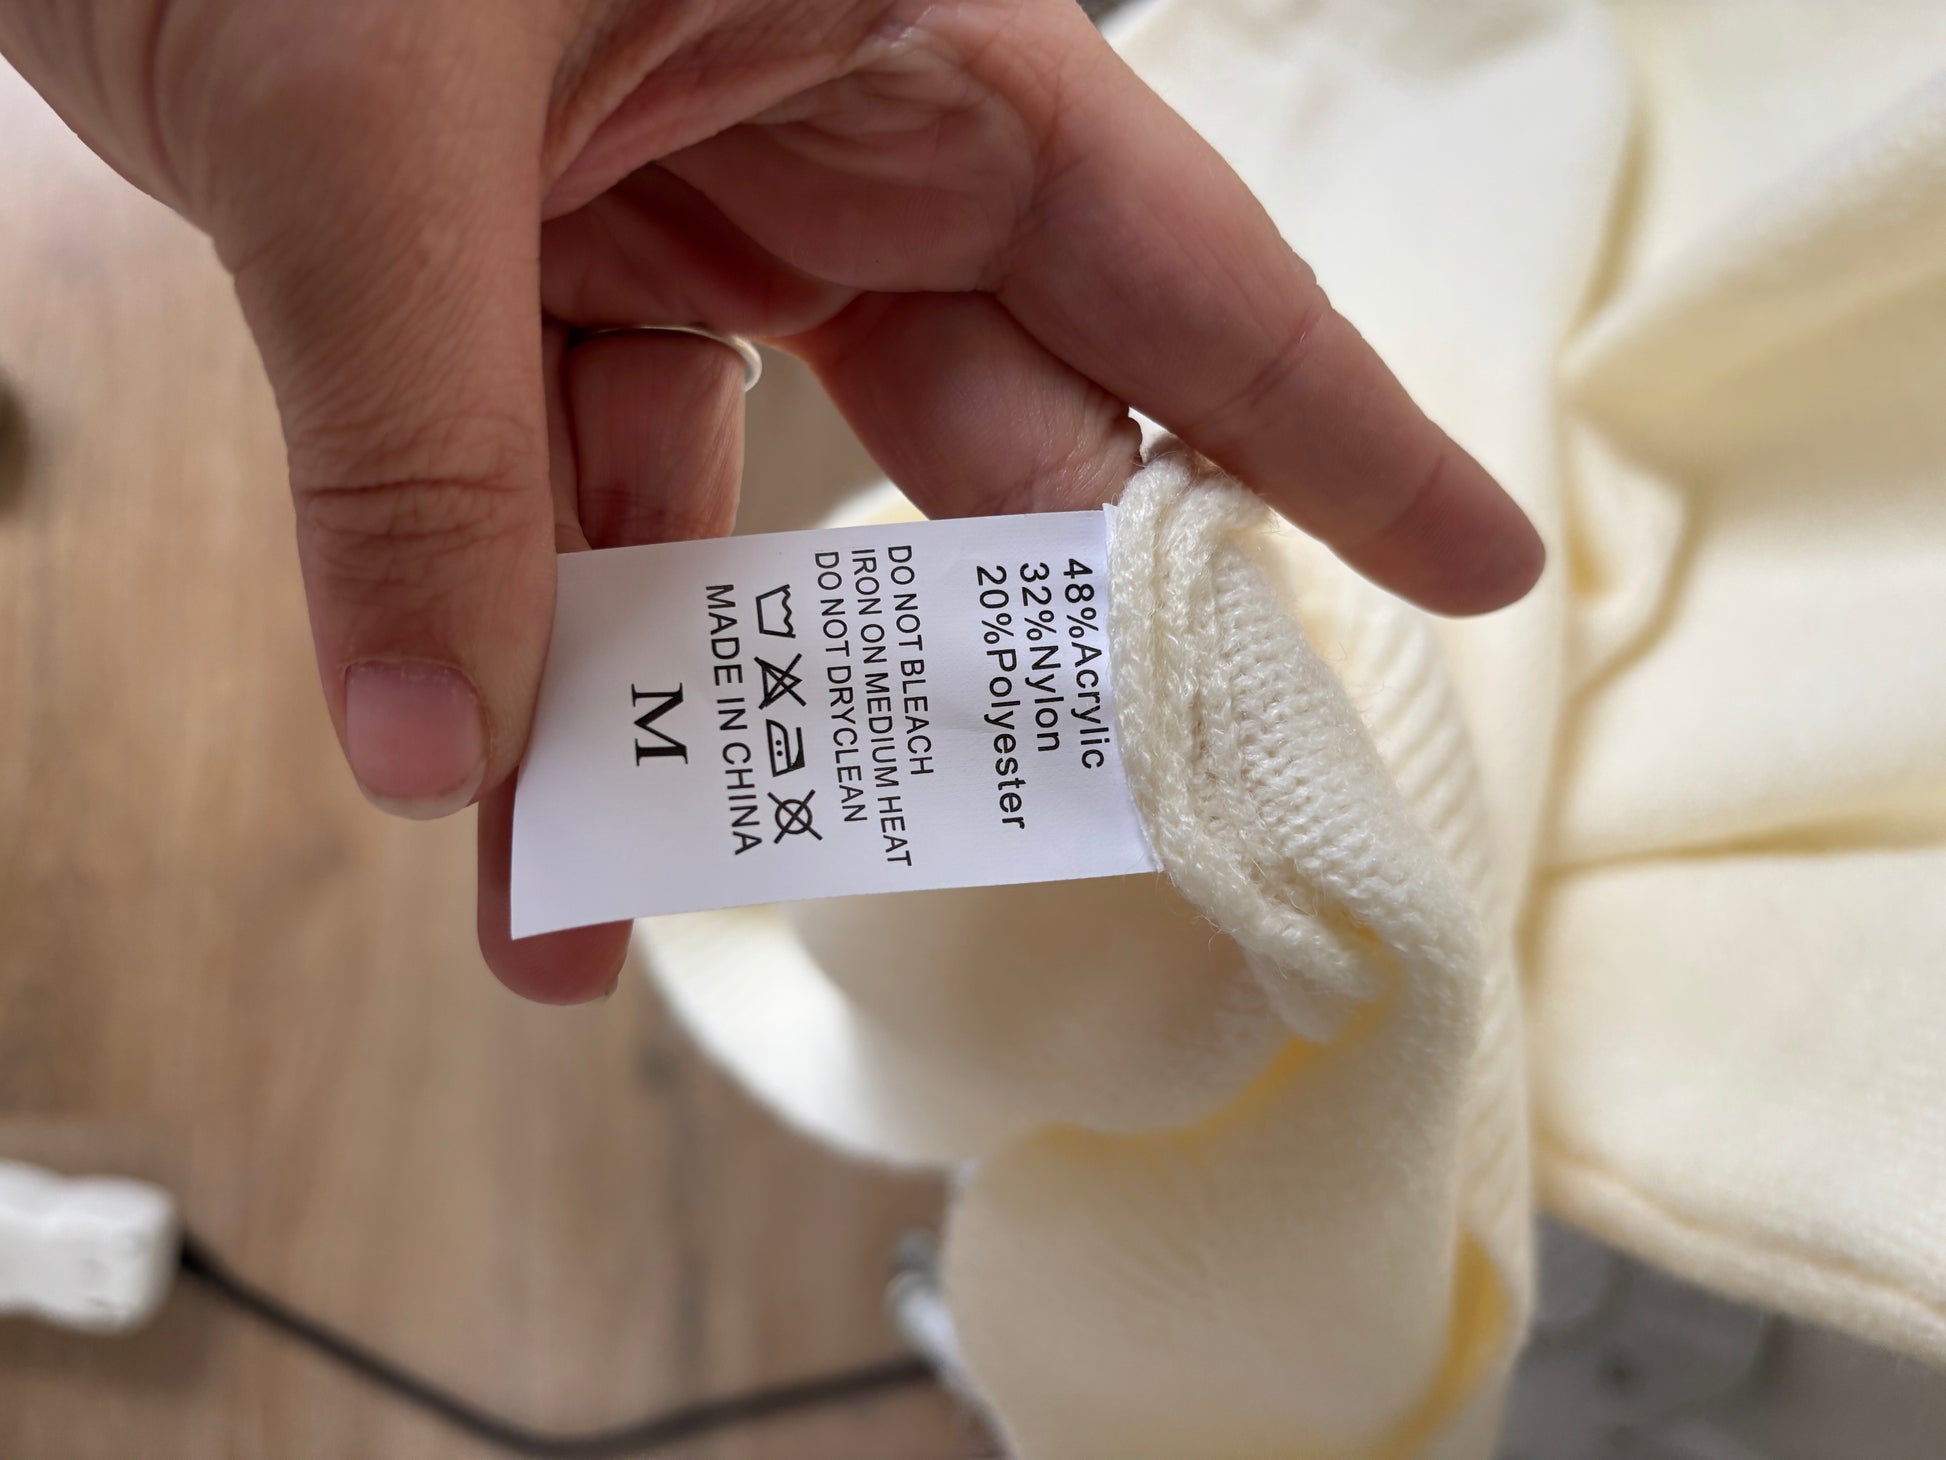 48%Acrylic
32%Nylon
20%Polyester
DO NOT BLEACH
IRON ON MEDIUM HEAT
DO NOT DRYCLEAN
MADE IN CHINA
M